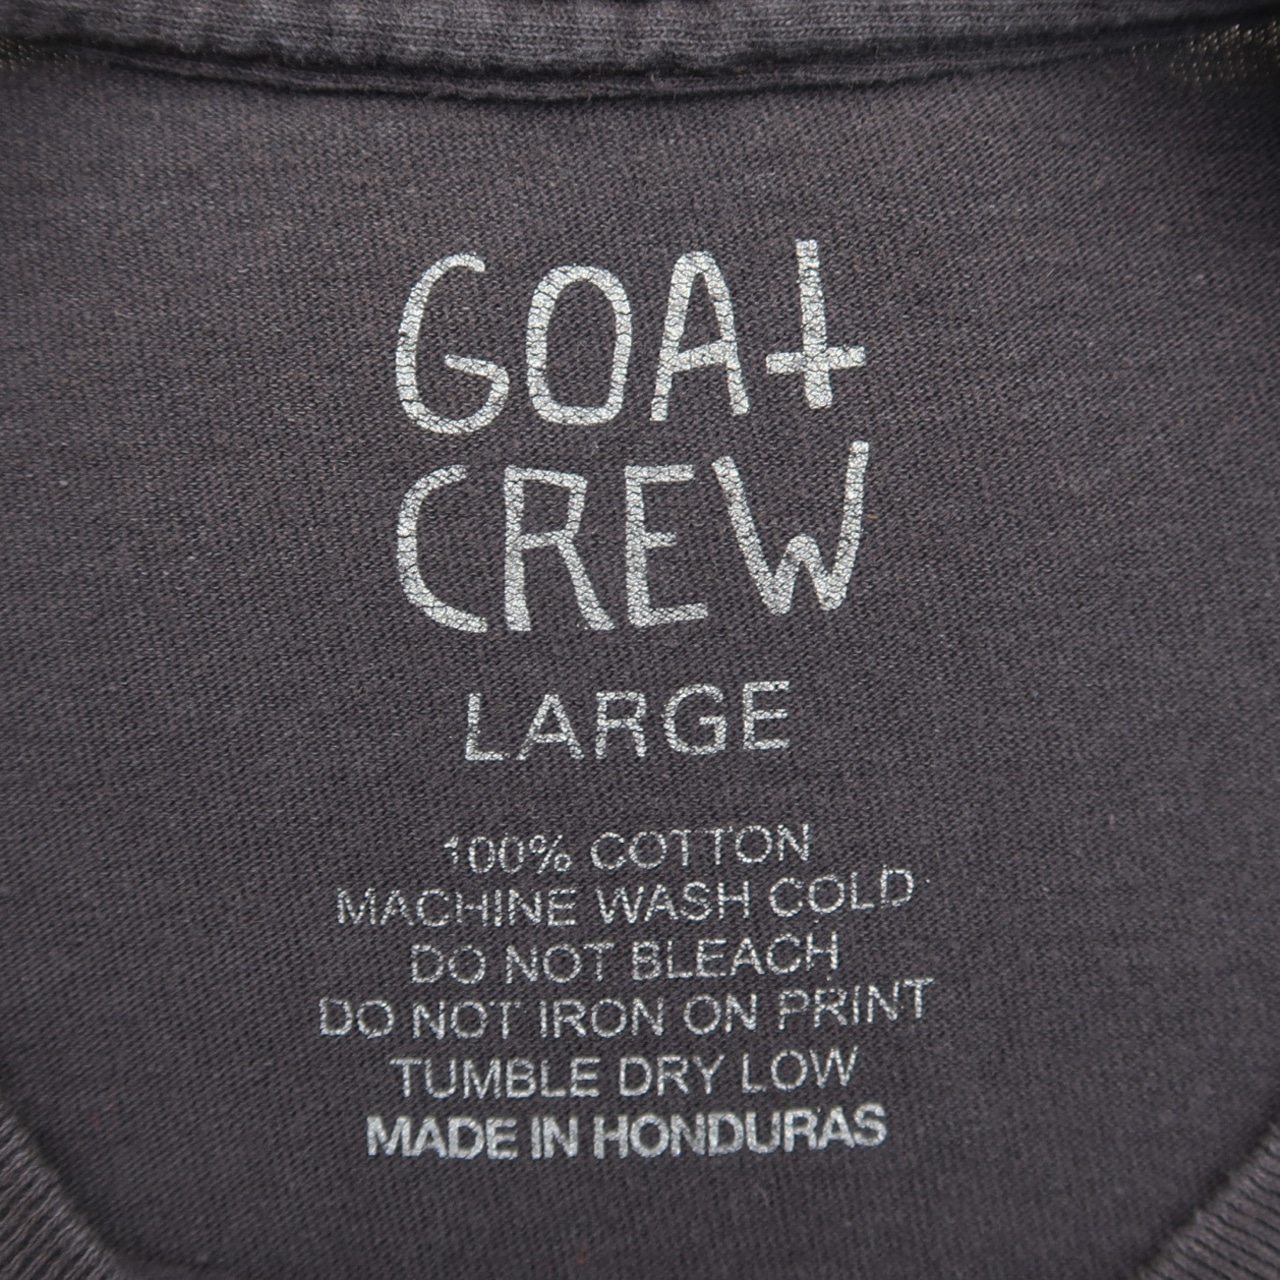 GOAT
CREW
LARGE
100% COTTON
MACHINE WASH COLD
DO NOT BLEACH
DO NOT IRON ON PRINT
TUMBLE DRY LOW
MADE IN HONDURAS